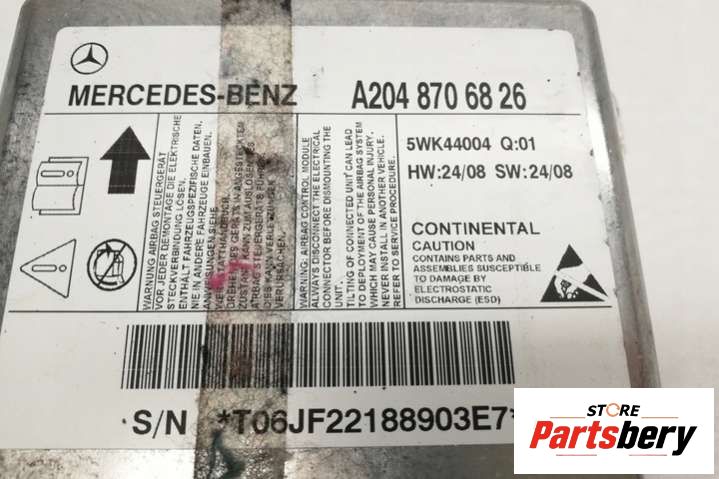 MERCEDES-BENZ A204 870 68 26
WARNUNG AIRBAG STEUERGERÄT
VOR JEDER DEMONTAGE DIE ELEKTRISCHE
STECKVERBINDUNG LÖSEN.
ENTHÄLT FAHRZEUGSPEZIFISCHE DATEN.
NIE IN ANDERE FAHRZEUGE EINBAUEN.
SIEHE
WARNUNG AIRBAG CONTROL MODULE
ALWAYS DISCONNECT THE ELECTRICAL
CONNECTOR BEFORE DISMOUNTING THE
UNIT.
TILTING OF CONNECTED UNIT CAN LEAD
TO DEPLOYMENT OF THE AIRBAG SYSTEM
WHICH MAY CAUSE PERSONAL INJURY.
NEVER INSTALL IN ANOTHER VEHICLE.
REFER TO SERVICE PROCEDURE.
5WK44004 Q:01
HW:24/08 SW:24/08
CONTINENTAL
CAUTION
CONTAINS PARTS AND
ASSEMBLIES SUSCEPTIBLE
TO DAMAGE BY
ELECTROSTATIC
DISCHARGE (ESD)
S/N *T06JF22188903E7*
STORE
Partsbery